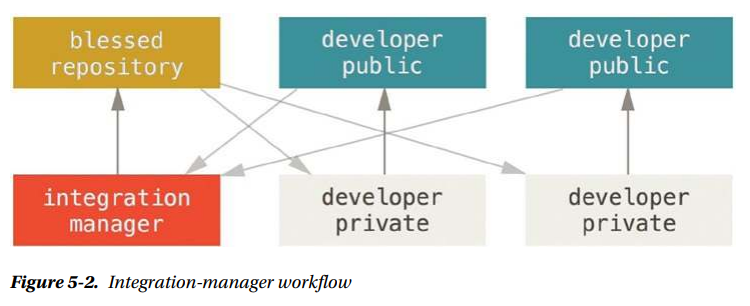 blessed
repository
developer
public
developer
public
integration
manager
developer
private
developer
private
Figure 5-2. Integration-manager workflow